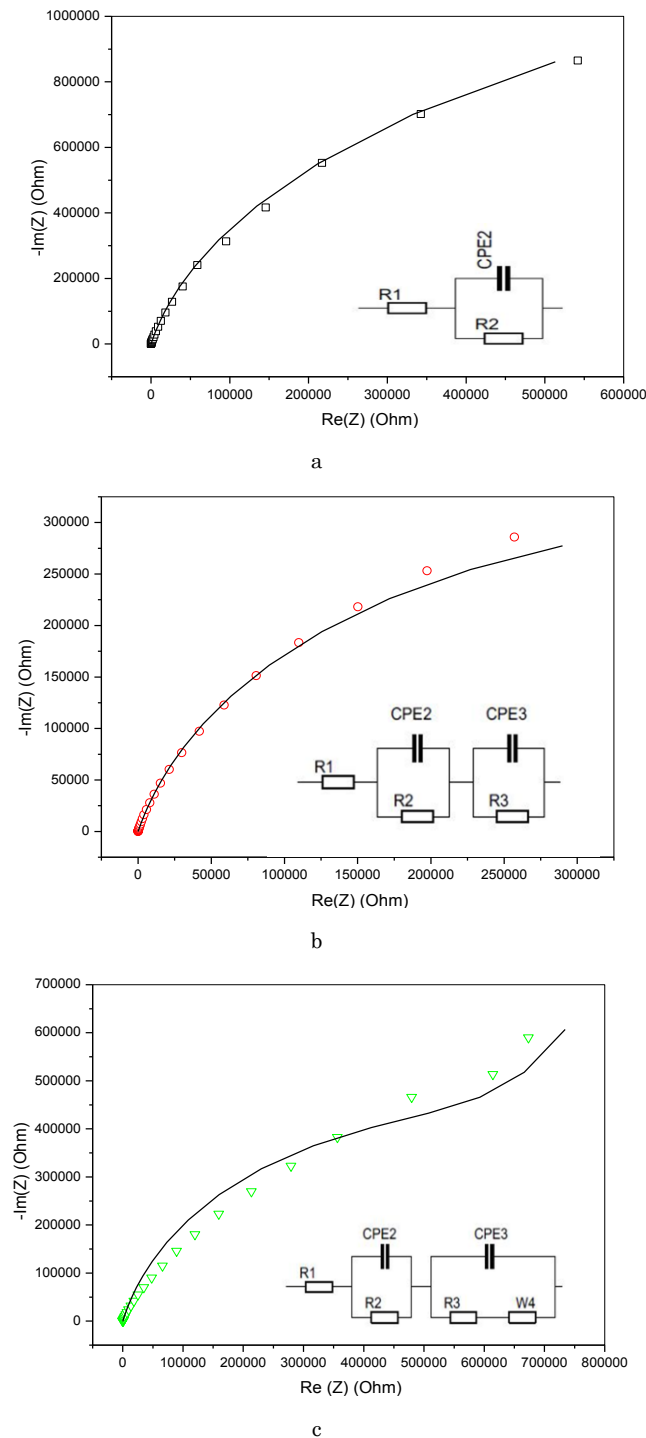 1000000
800000
600000
400000
200000
0
-Im(Z) (Ohm)
CPE2
R1
R2
0 100000 200000 300000 400000 500000 600000
Re(Z) (Ohm)
a
300000
250000
200000
150000
100000
50000
0
-Im(Z) (Ohm)
CPE2 CPE3
R1
R2 R3
0 50000 100000 150000 200000 250000 300000
Re(Z) (Ohm)
b
700000
600000
500000
400000
300000
200000
100000
0
-Im(Z) (Ohm)
CPE2 CPE3
R1
R2 R3 W4
0 100000 200000 300000 400000 500000 600000 700000 800000
Re (Z) (Ohm)
c